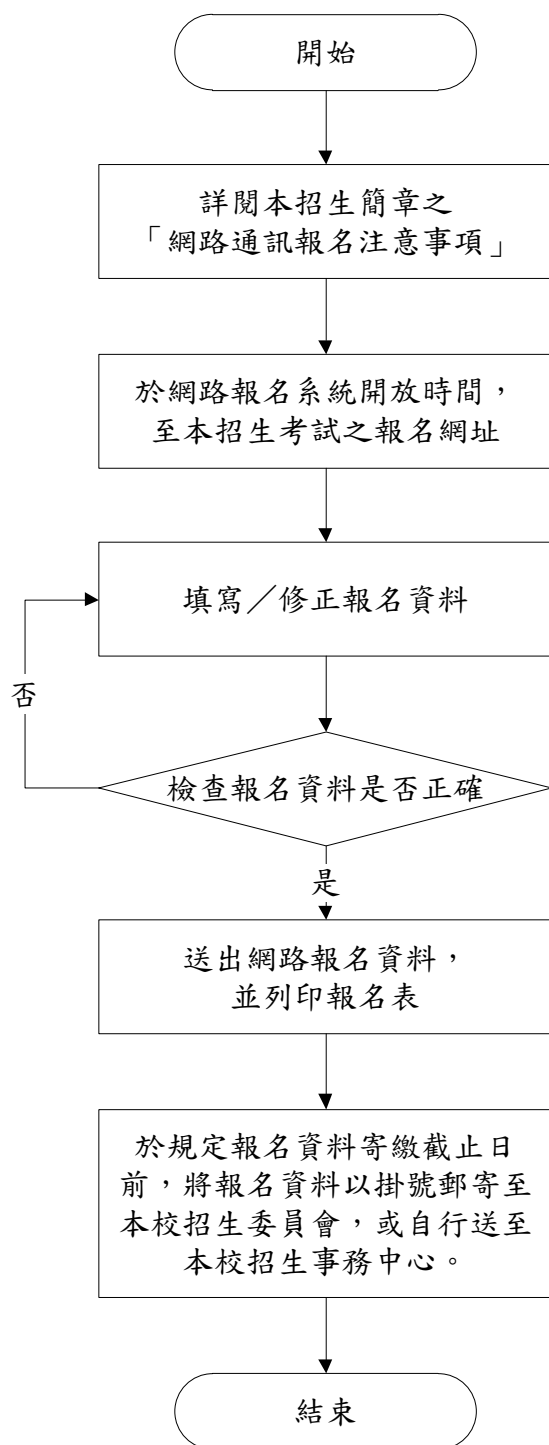 開始
詳閱本招生簡章之
「網路通訊報名注意事項」
於網路報名系統開放時間，
至本招生考試之報名網址
填寫／修正報名資料
否
檢查報名資料是否正確
是
送出網路報名資料，
並列印報名表
於規定報名資料寄繳截止日
前，將報名資料以掛號郵寄至
本校招生委員會，或自行送至
本校招生事務中心。
結束